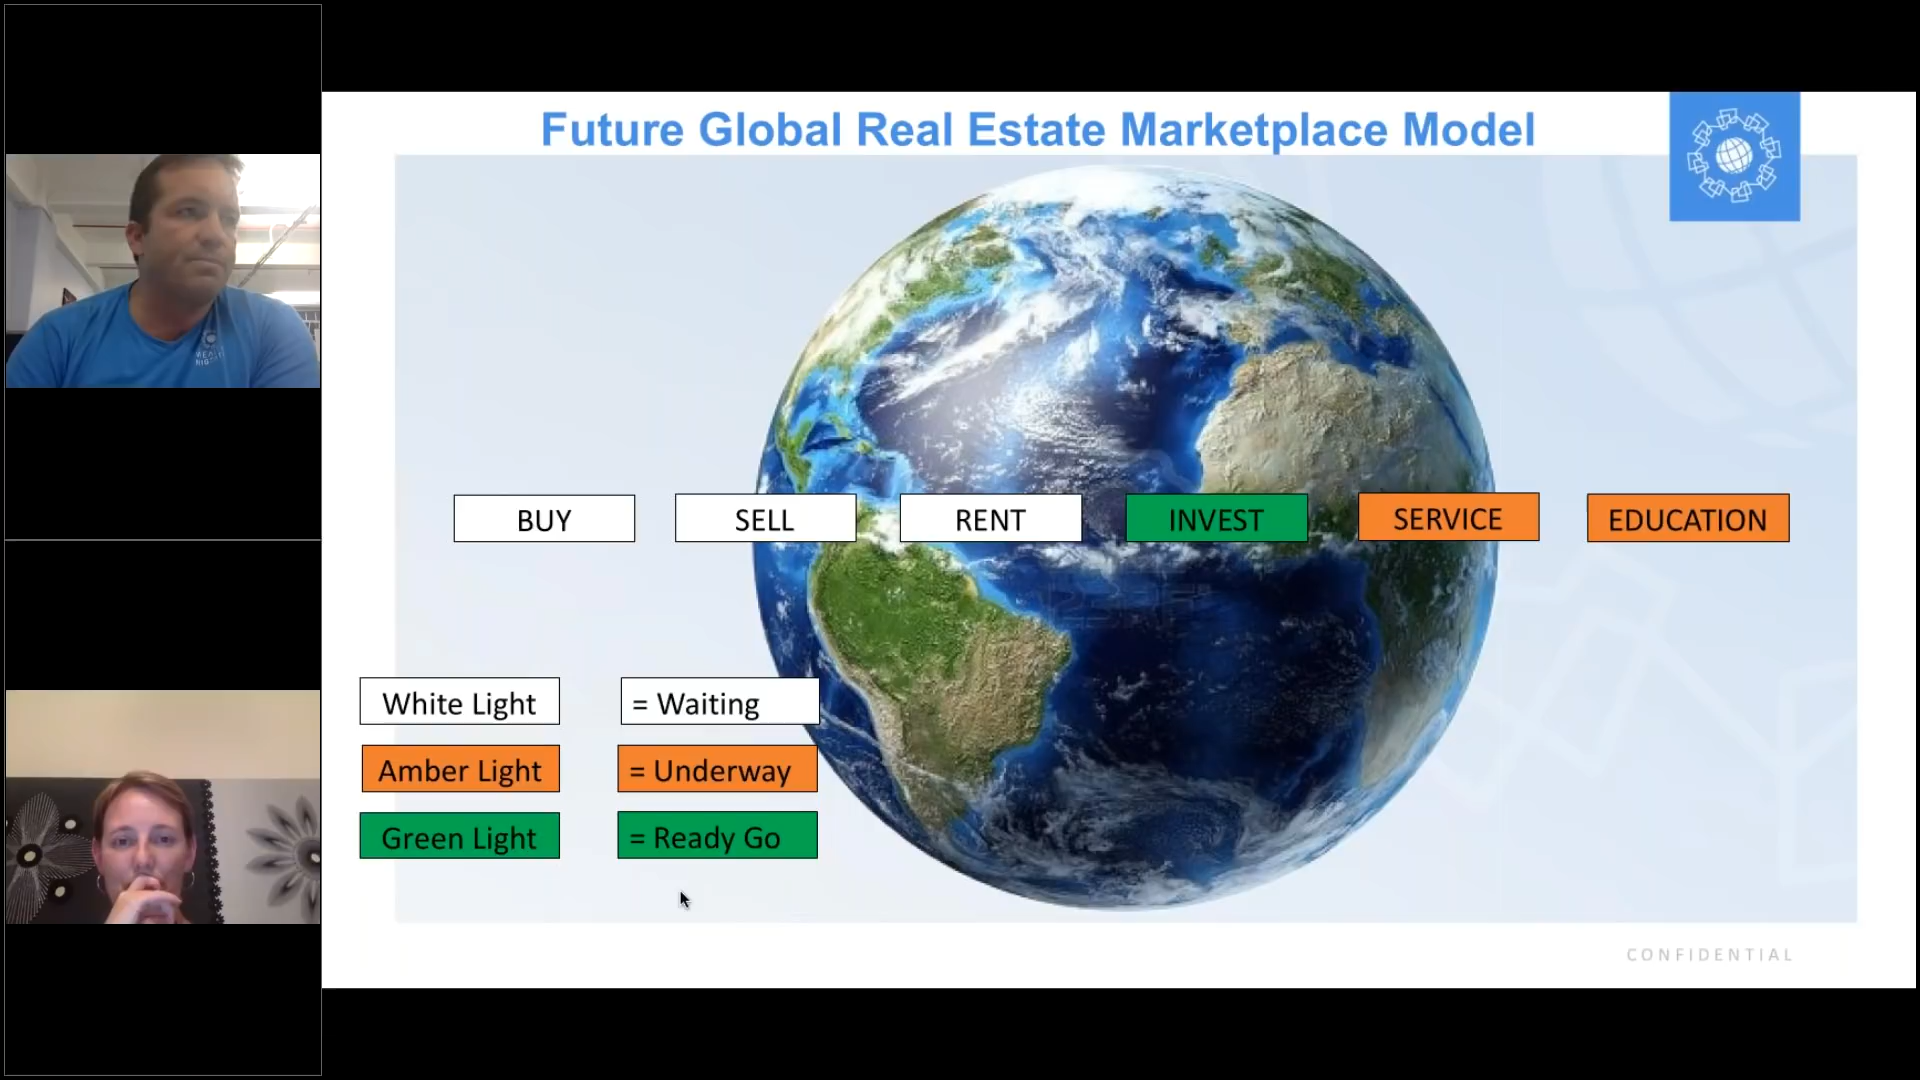 Future Global Real Estate Marketplace Model
BUY
SELL
RENT
INVEST
SERVICE
EDUCATION
White Light
= Waiting
Amber Light
= Underway
Green Light
= Ready Go
CONFIDENTIAL